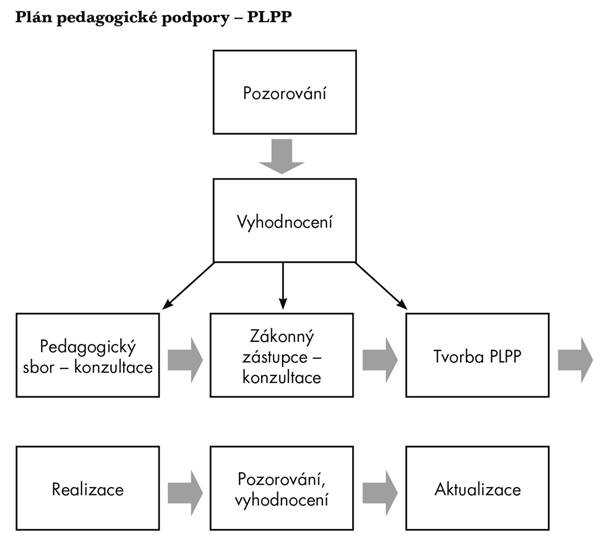 Plán pedagogické podpory – PLPP
Pozorování
Vyhodnocení
Pedagogický
sbor – konzultace
Zákonný
zástupce –
konzultace
Tvorba PLPP
Realizace
Pozorování,
vyhodnocení
Aktualizace